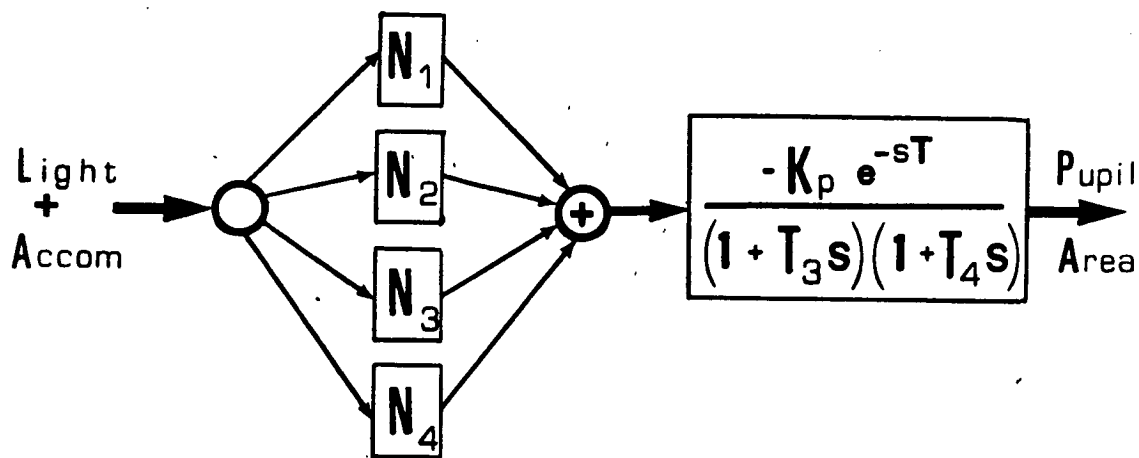 Light
+
Accom
N₁
N₂
N₃
N₄
+
-Kp e^-sT
(1 + T₃s)(1+T₄s)
Pupil
Area